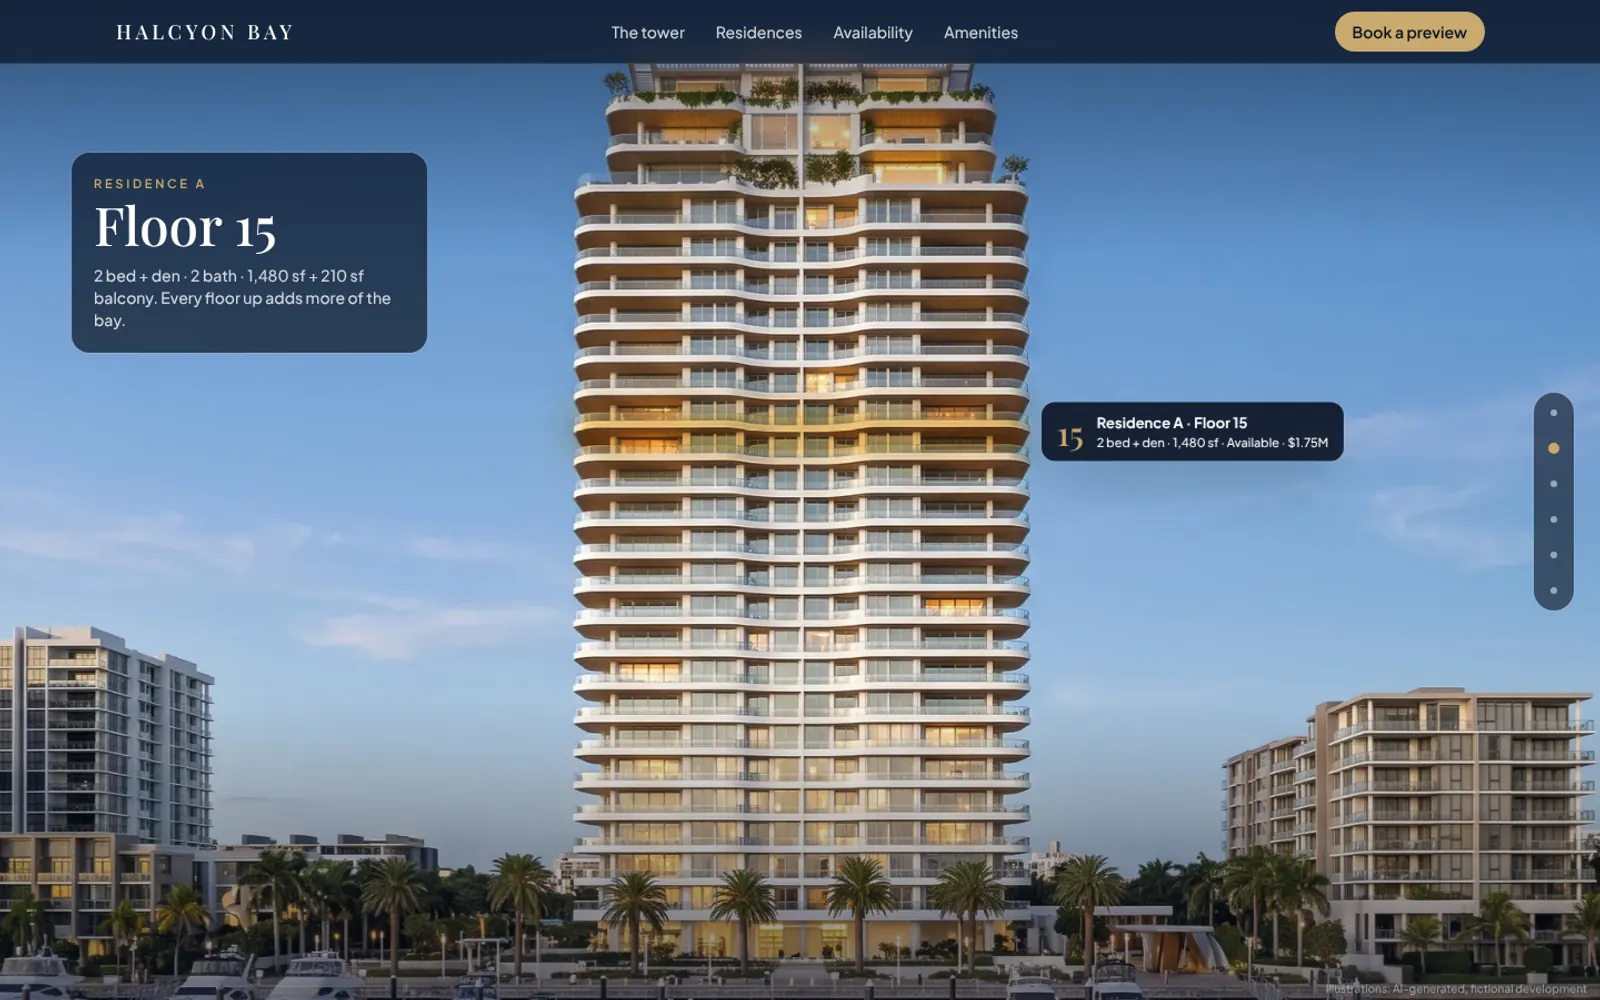 HALCYON BAY
The tower
Residences
Availability
Amenities
Book a preview
RESIDENCE A
Floor 15
2 bed + den · 2 bath · 1,480 sf + 210 sf
balcony. Every floor up adds more of the
bay.
15
Residence A · Floor 15
2 bed + den · 1,480 sf · Available · $1.75M
Illustrations: AI-generated, fictional development